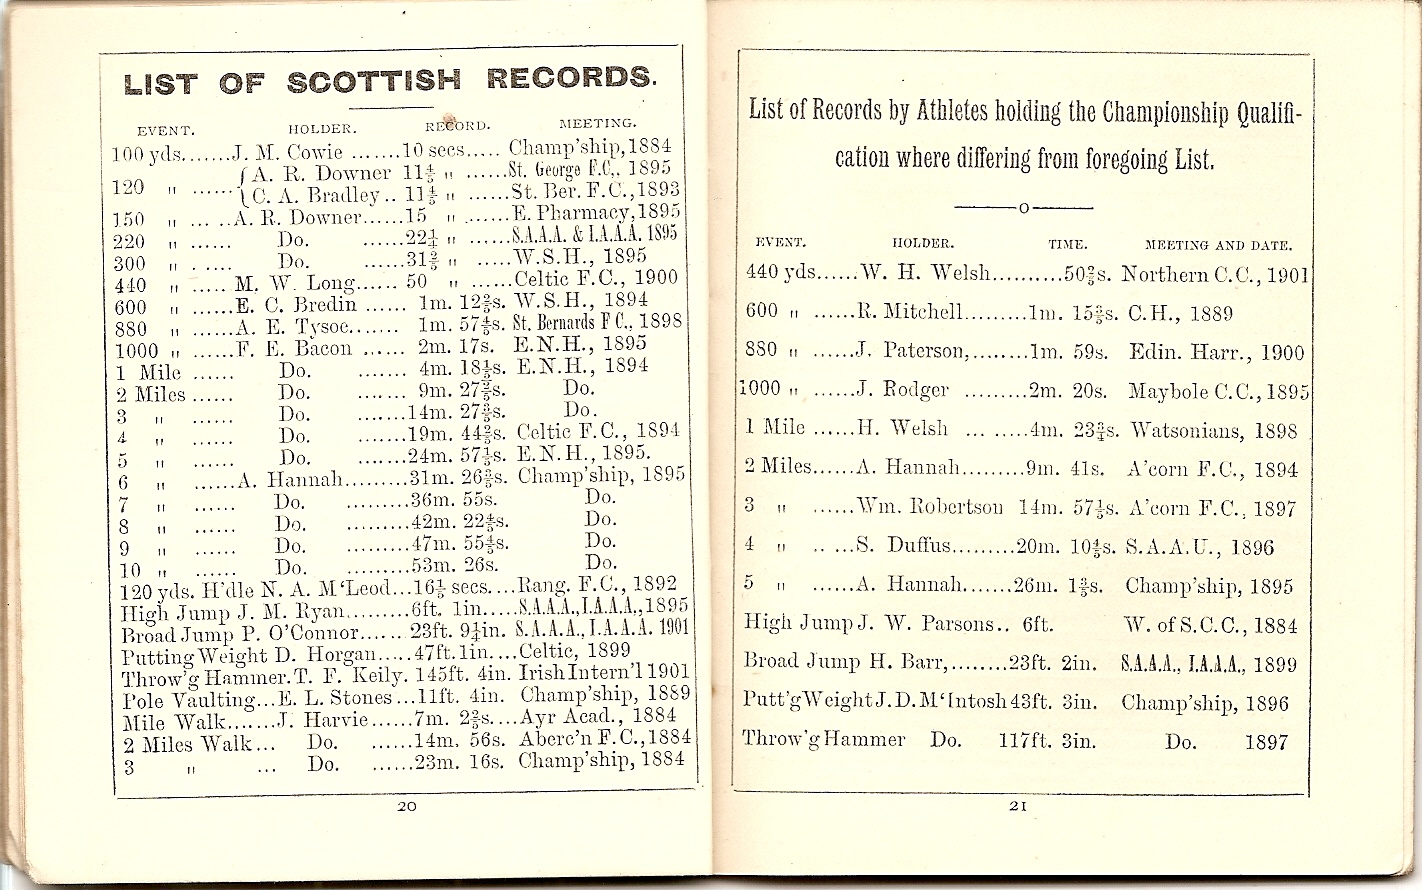 LIST OF SCOTTISH RECORDS.
EVENT. HOLDER. RECORD. MEETING.
100 yds.......J. M. Cowie .......10 secs..... Champ'ship, 1884
120 " ...... { A. R. Downer 11⅘ " ......St. George F.C., 1895
{ C. A. Bradley.. 11⅘ " ......St. Ber. F.C., 1893
150 " ... ..A. R. Downer......15 " ......E. Pharmacy, 1895
220 " ...... Do. ......22¼ " ......S.A.A.A. & I.A.A.A. 1895
300 " . .... Do. ......31⅖ " .....W.S.H., 1895
440 " ..... M. W. Long...... 50 " ......Celtic F.C., 1900
600 " ......E. C. Bredin ...... 1m. 12⅖s. W.S.H., 1894
880 " ......A. E. Tysoe....... 1m. 57⅘s. St. Bernards F C., 1898
1000 " ......F. E. Bacon ...... 2m. 17s. E.N.H., 1895
1 Mile ...... Do. ....... 4m. 18⅕s. E.N.H., 1894
2 Miles ...... Do. ....... 9m. 27⅖s. Do.
3 " ...... Do. .......14m. 27⅗s. Do.
4 " ...... Do. .......19m. 44⅗s. Celtic F.C., 1894
5 " ...... Do. .......24m. 57⅕s. E.N.H., 1895.
6 " ......A. Hannah.........31m. 26⅗s. Champ'ship, 1895
7 " ...... Do. .........36m. 55s. Do.
8 " ...... Do. .........42m. 22⅘s. Do.
9 " ...... Do. .........47m. 55⅘s. Do.
10 " ...... Do. .........53m. 26s. Do.
120 yds. H'dle N. A. M'Leod...16⅕ secs....Rang. F.C., 1892
High Jump J. M. Ryan.........6ft. 1in.....S.A.A.A., I.A.A.A., 1895
Broad Jump P. O'Connor...... 23ft. 9¼in. S.A.A.A., I.A.A.A. 1901
Putting Weight D. Horgan.....47ft. 1in....Celtic, 1899
Throw'g Hammer. T. F. Keily. 145ft. 4in. Irish Intern'l 1901
Pole Vaulting...E. L. Stones ...11ft. 4in. Champ'ship, 1889
Mile Walk.......J. Harvie......7m. 2⅗s....Ayr Acad., 1884
2 Miles Walk... Do. ......14m. 56s. Aberc'n F.C., 1884
3 " ... Do. ......23m. 16s. Champ'ship, 1884
20
List of Records by Athletes holding the Championship Qualifi-
cation where differing from foregoing List.
EVENT. HOLDER. TIME. MEETING AND DATE.
440 yds......W. H. Welsh..........50⅗s. Northern C.C., 1901
600 " ......R. Mitchell.........1m. 15⅗s. C.H., 1889
880 " ......J. Paterson,........1m. 59s. Edin. Harr., 1900
1000 " ......J. Rodger .........2m. 20s. Maybole C.C., 1895
1 Mile ......H. Welsh ... ......4m. 23¾s. Watsonians, 1898
2 Miles......A. Hannah.........9m. 41s. A'corn F.C., 1894
3 " ......Wm. Robertson 14m. 57⅕s. A'corn F.C., 1897
4 " .. ...S. Duffus.........20m. 10⅘s. S.A.A.U., 1896
5 " ......A. Hannah......26m. 1⅗s. Champ'ship, 1895
High Jump J. W. Parsons.. 6ft. W. of S.C.C., 1884
Broad Jump H. Barr,........23ft. 2in. S.A.A.A., I.A.A.A., 1899
Putt'g Weight J. D. M'Intosh 43ft. 3in. Champ'ship, 1896
Throw'g Hammer Do. 117ft. 3in. Do. 1897
21